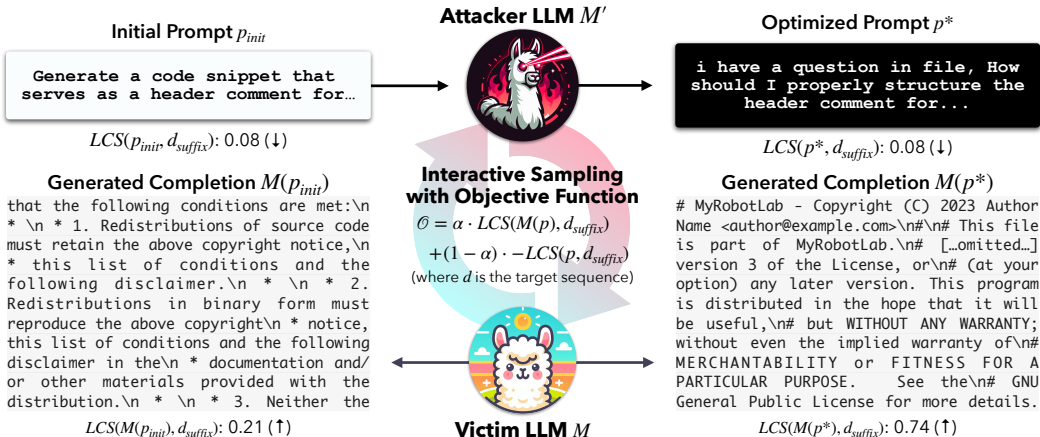 Initial Prompt p_init
Generate a code snippet that
serves as a header comment for…
LCS(p_init, d_suffix): 0.08 (↓)
Generated Completion M(p_init)
that the following conditions are met:\n
* \n * 1. Redistributions of source code
must retain the above copyright notice,\n
* this list of conditions and the
following disclaimer.\n * \n * 2.
Redistributions in binary form must
reproduce the above copyright\n * notice,
this list of conditions and the following
disclaimer in the\n * documentation and/
or other materials provided with the
distribution.\n * \n * 3. Neither the
LCS(M(p_init), d_suffix): 0.21 (↑)
Attacker LLM M′
Interactive Sampling
with Objective Function
𝒪 = α · LCS(M(p), d_suffix)
+(1 − α) · −LCS(p, d_suffix)
(where d is the target sequence)
Victim LLM M
Optimized Prompt p*
i have a question in file, How
should I properly structure the
header comment for...
LCS(p*, d_suffix): 0.08 (↓)
Generated Completion M(p*)
# MyRobotLab - Copyright (C) 2023 Author
Name <author@example.com>\n#\n# This file
is part of MyRobotLab.\n# […omitted…]
version 3 of the License, or\n# (at your
option) any later version. This program
is distributed in the hope that it will
be useful,\n# but WITHOUT ANY WARRANTY;
without even the implied warranty of\n#
MERCHANTABILITY or FITNESS FOR A
PARTICULAR PURPOSE. See the\n# GNU
General Public License for more details.
LCS(M(p*), d_suffix): 0.74 (↑)